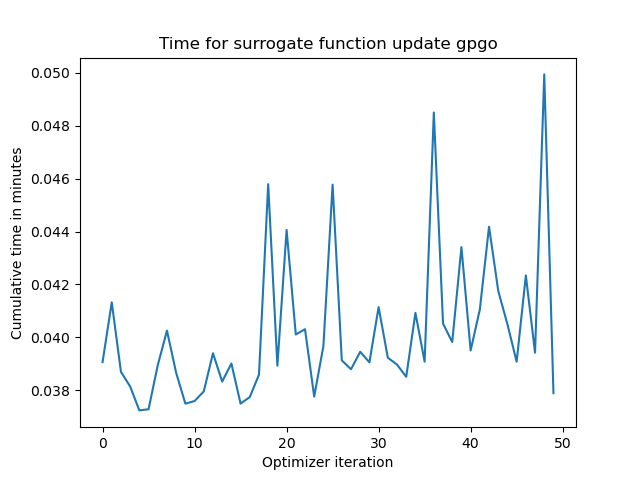 Time for surrogate function update gpgo
Cumulative time in minutes
0.050
0.048
0.046
0.044
0.042
0.040
0.038
0 10 20 30 40 50
Optimizer iteration